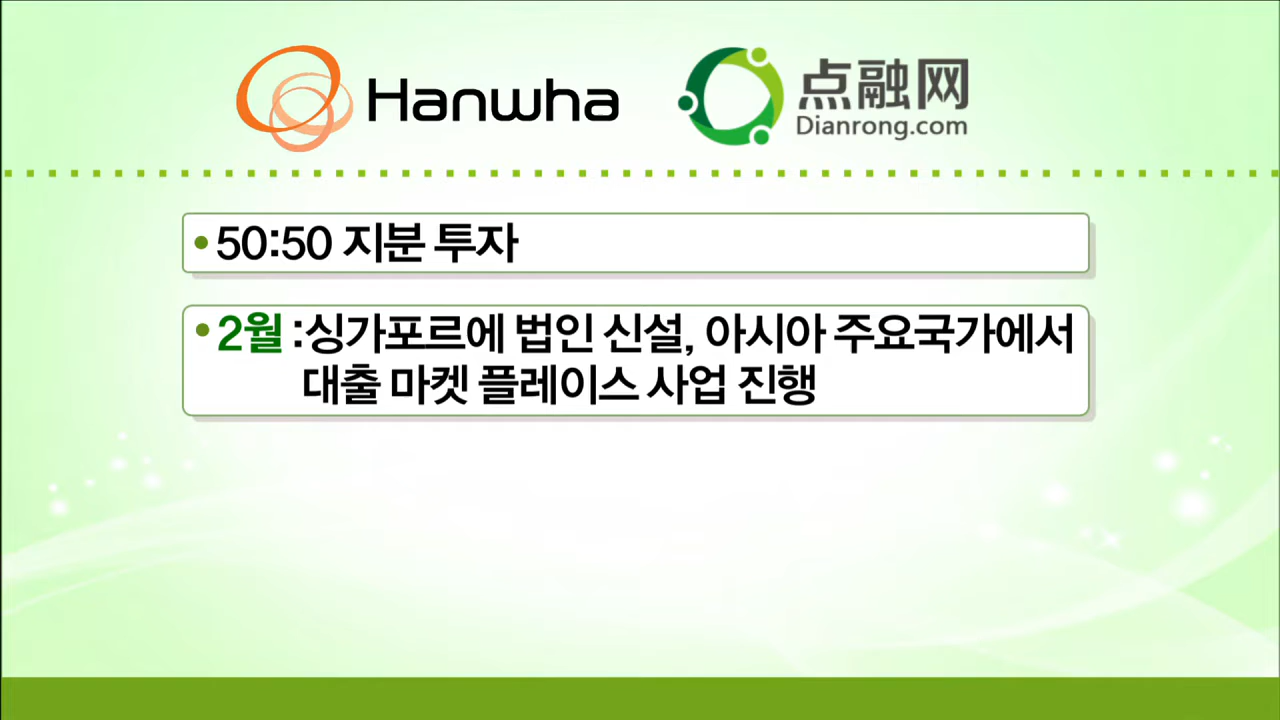 Hanwha
点融网
Dianrong.com
•50:50 지분 투자
•2월 :싱가포르에 법인 신설, 아시아 주요국가에서
대출 마켓 플레이스 사업 진행